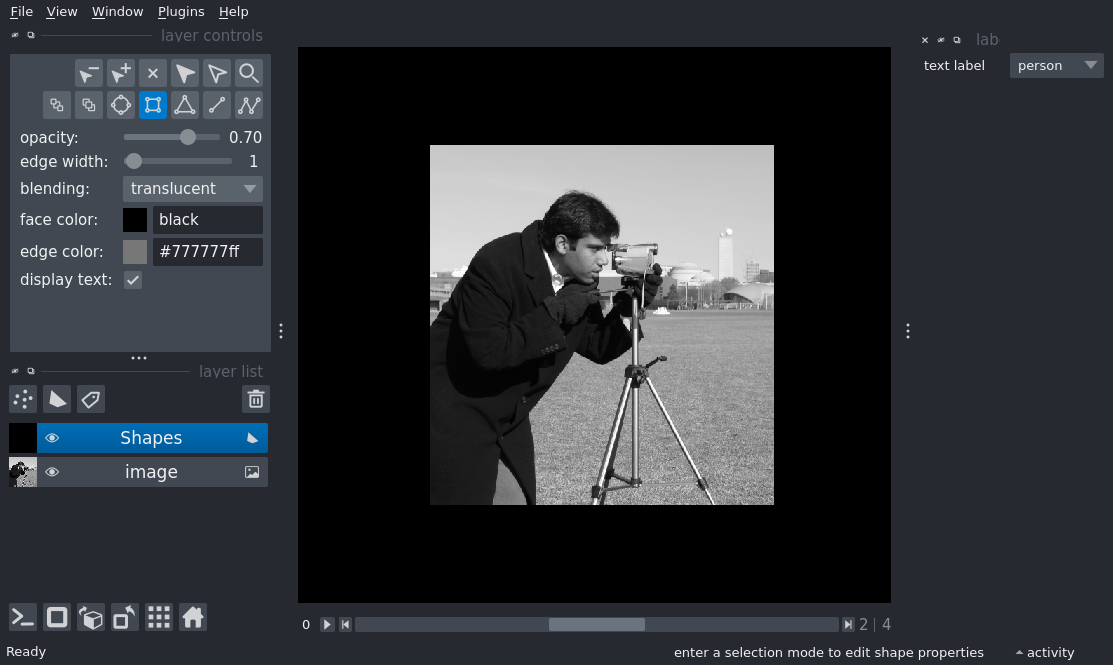 File View Window Plugins Help
layer controls
opacity: 0.70
edge width: 1
blending: translucent
face color: black
edge color: #777777ff
display text:
layer list
Shapes
image
lab
text label person
0 2 | 4
Ready enter a selection mode to edit shape properties activity